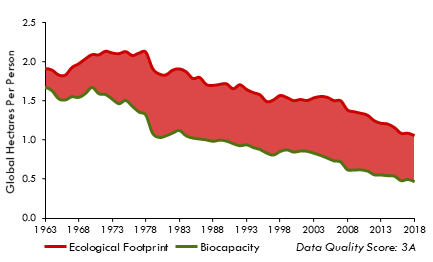 Global Hectares Per Person
2.5
2.0
1.5
1.0
0.5
0.0
1963 1968 1973 1978 1983 1988 1993 1998 2003 2008 2013 2018
Ecological Footprint Biocapacity Data Quality Score: 3A